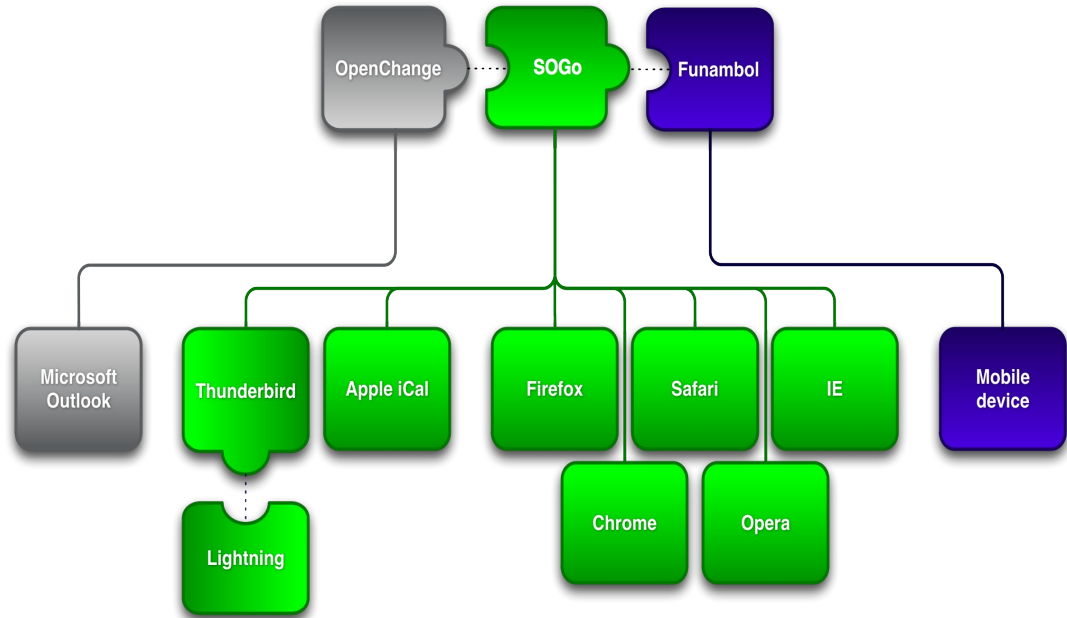 OpenChange
SOGo
Funambol
Microsoft
Outlook
Thunderbird
Apple iCal
Firefox
Safari
IE
Mobile
device
Chrome
Opera
Lightning